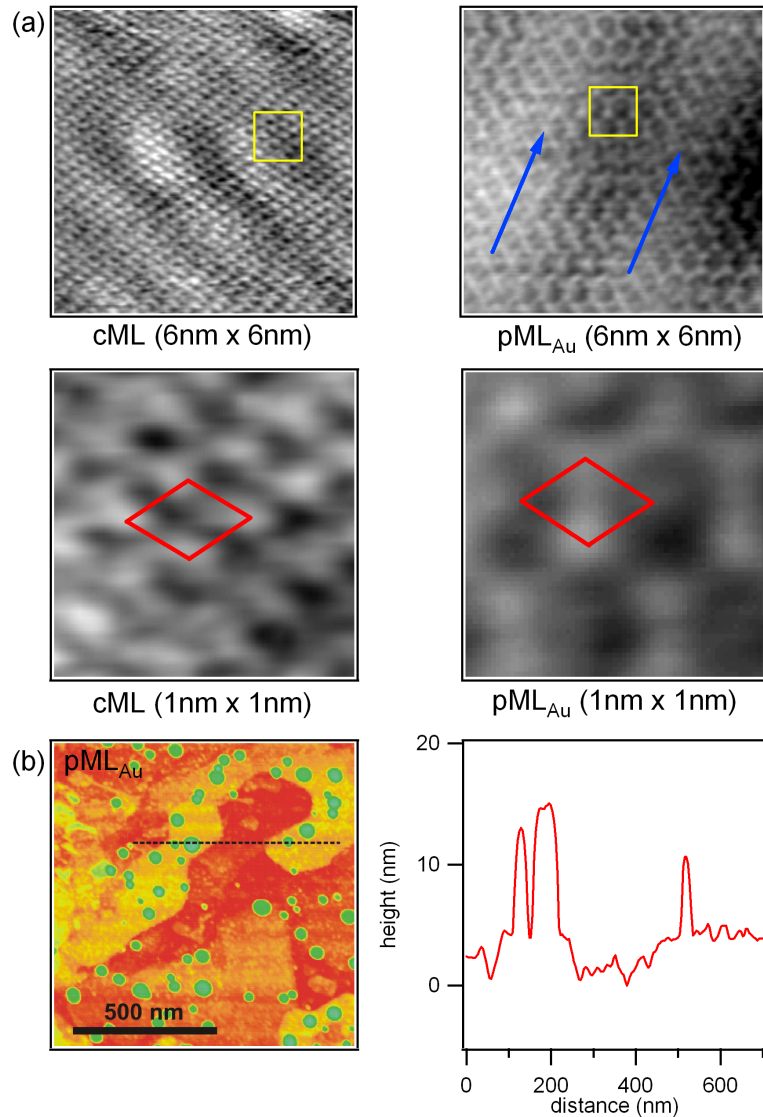 (a)
cML (6nm x 6nm)
pMLAu (6nm x 6nm)
cML (1nm x 1nm)
pMLAu (1nm x 1nm)
(b)
pMLAu
500 nm
20
10
0
height (nm)
0
200
400
600
distance (nm)